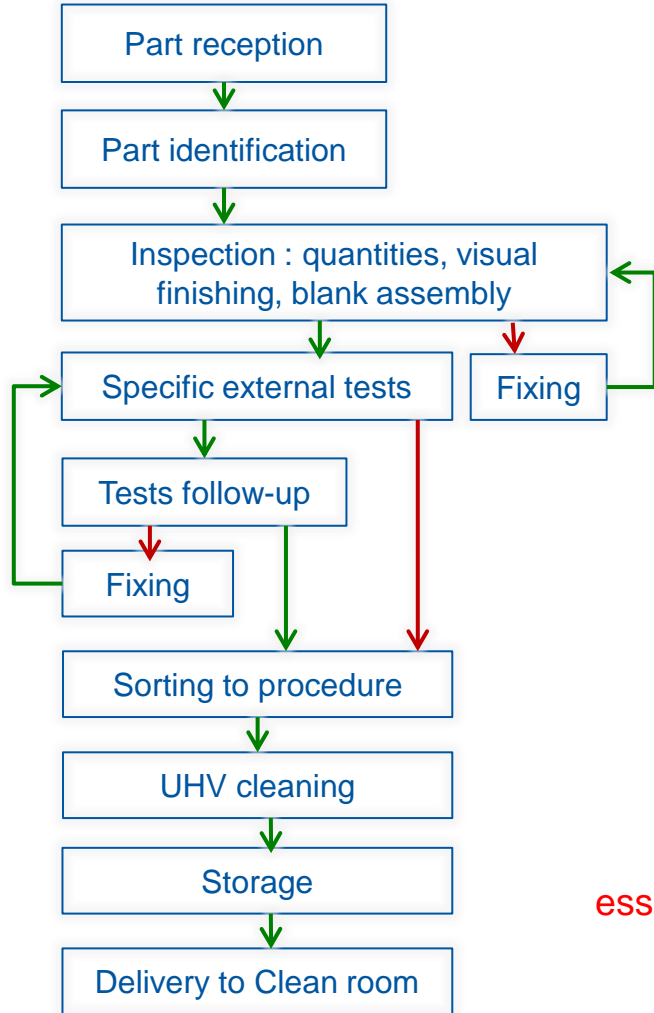 Part reception
Part identification
Inspection : quantities, visual
finishing, blank assembly
Specific external tests
Fixing
Tests follow-up
Fixing
Sorting to procedure
UHV cleaning
Storage
ess
Delivery to Clean room